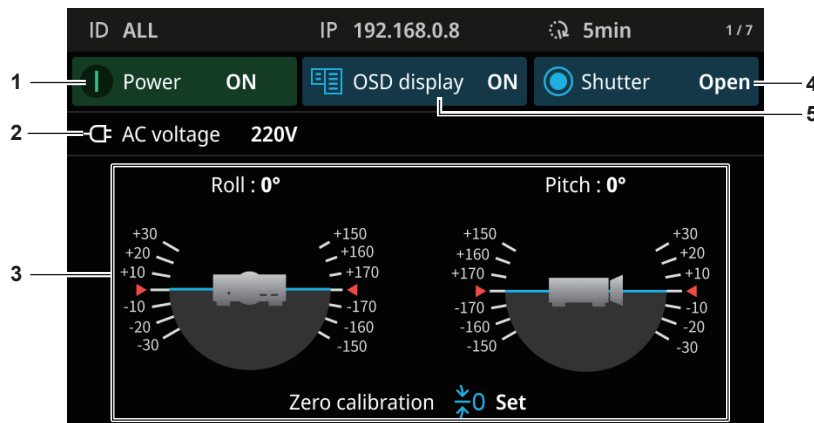 ID ALL IP 192.168.0.8 5min 1/7
1 Power ON OSD display ON Shutter Open 4
5
2 AC voltage 220V
Roll : 0° Pitch : 0°
+30 +150 +150 +30
+20 +160 +160 +20
3 +10 +170 +170 +10
-10 -170 -170 -10
-20 -160 -160 -20
-30 -150 -150 -30
Zero calibration 0 Set